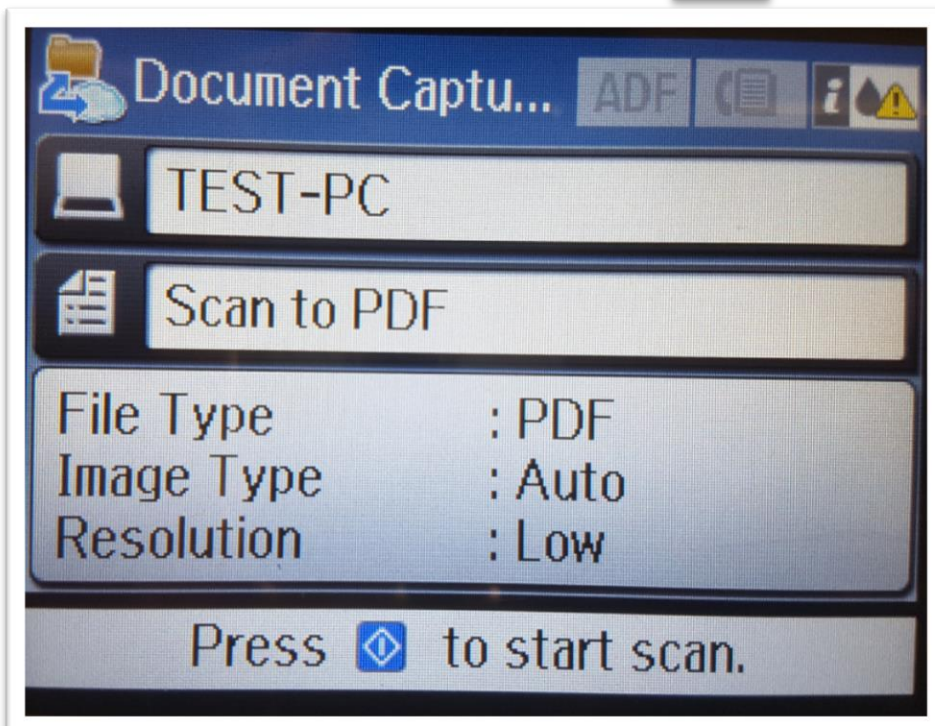 Document Captu... ADF i
TEST-PC
Scan to PDF
File Type : PDF
Image Type : Auto
Resolution : Low
Press to start scan.